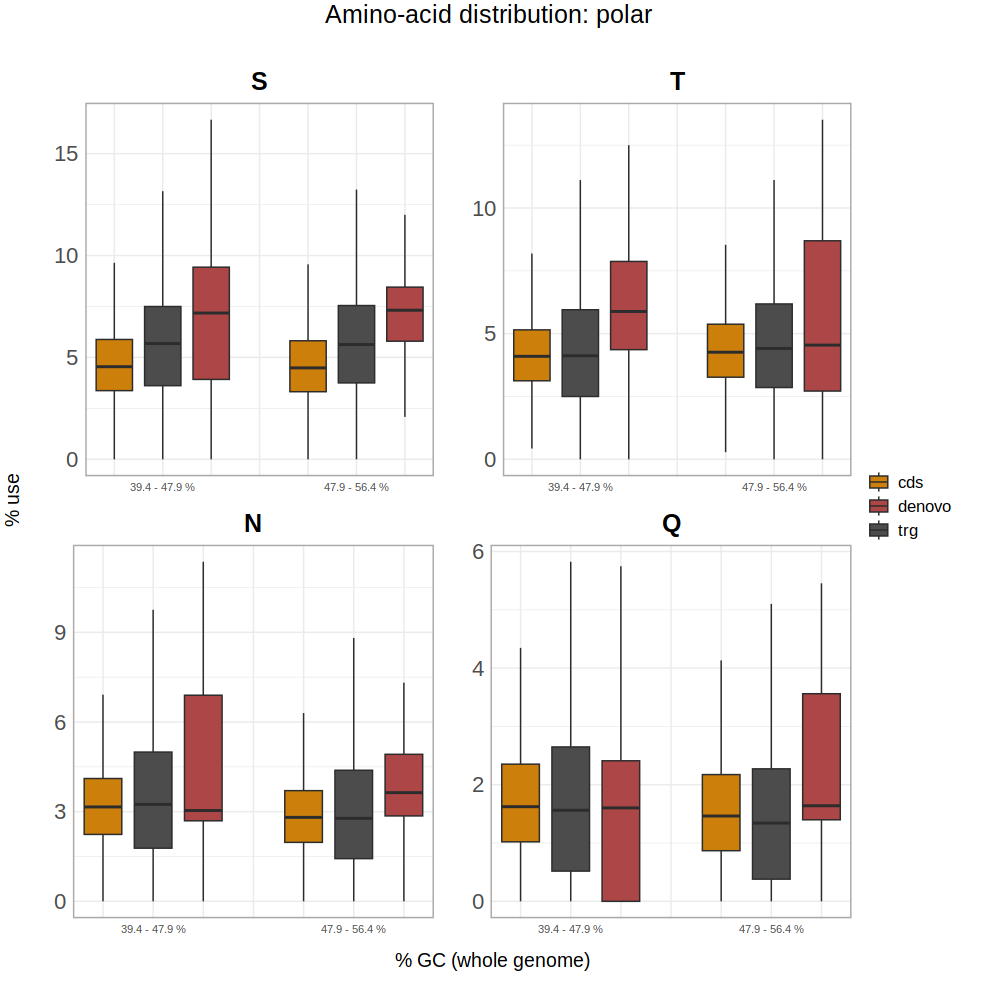 Amino-acid distribution: polar
S
T
15
10
5
0
10
5
0
39.4 - 47.9 %
47.9 - 56.4 %
39.4 - 47.9 %
47.9 - 56.4 %
% use
cds
denovo
trg
N
Q
9
6
3
0
6
4
2
0
39.4 - 47.9 %
47.9 - 56.4 %
39.4 - 47.9 %
47.9 - 56.4 %
% GC (whole genome)